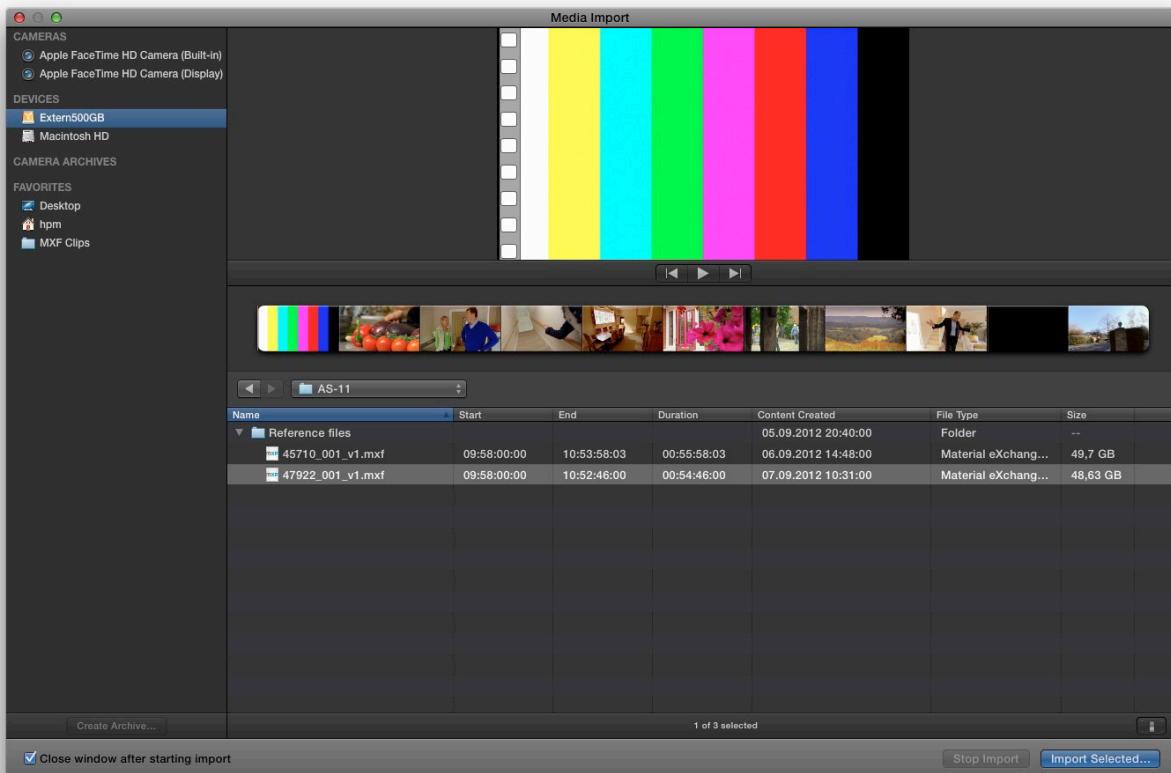 Media Import
CAMERAS
Apple FaceTime HD Camera (Built-in)
Apple FaceTime HD Camera (Display)
DEVICES
Extern500GB
Macintosh HD
CAMERA ARCHIVES
FAVORITES
Desktop
hpm
MXF Clips
AS-11
Name Start End Duration Content Created File Type Size
Reference files 05.09.2012 20:40:00 Folder --
45710_001_v1.mxf 09:58:00:00 10:53:58:03 00:55:58:03 06.09.2012 14:48:00 Material eXchang... 49,7 GB
47922_001_v1.mxf 09:58:00:00 10:52:46:00 00:54:46:00 07.09.2012 10:31:00 Material eXchang... 48,63 GB
Create Archive...
1 of 3 selected
Close window after starting import
Stop Import
Import Selected...